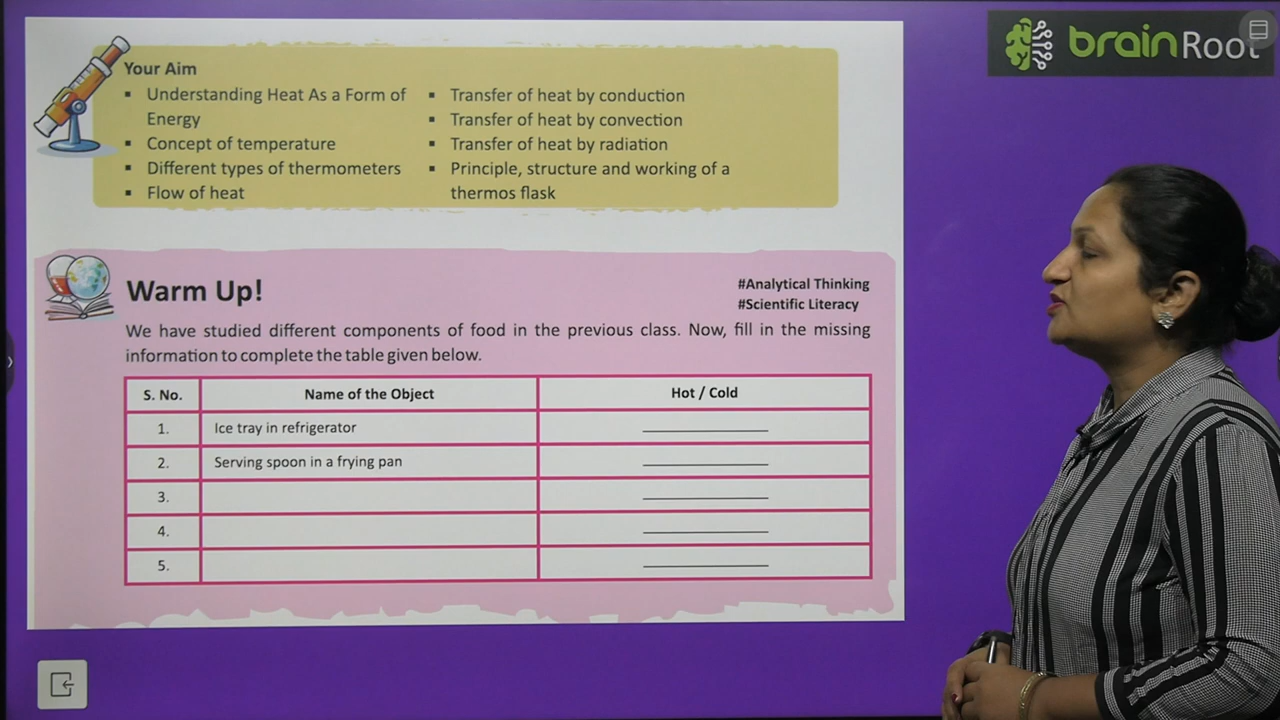 brainRoot
Your Aim
▪ Understanding Heat As a Form of
Energy
▪ Concept of temperature
▪ Different types of thermometers
▪ Flow of heat
▪ Transfer of heat by conduction
▪ Transfer of heat by convection
▪ Transfer of heat by radiation
▪ Principle, structure and working of a
thermos flask
Warm Up!
#Analytical Thinking
#Scientific Literacy
We have studied different components of food in the previous class. Now, fill in the missing
information to complete the table given below.
S. No. Name of the Object Hot / Cold
1. Ice tray in refrigerator
2. Serving spoon in a frying pan
3.
4.
5.